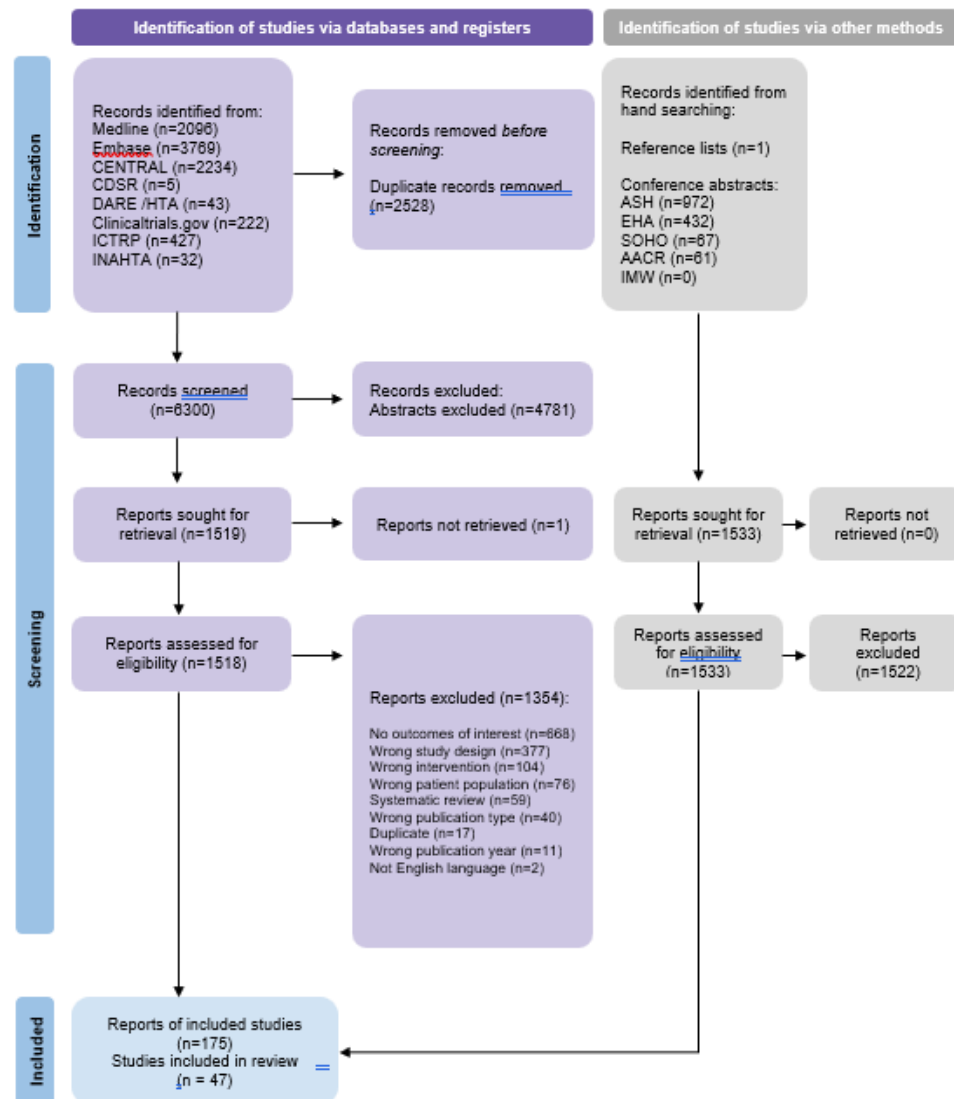 Identification of studies via databases and registers
Identification of studies via other methods
Identification
Records identified from:
Medline (n=2096)
Embase (n=3769)
CENTRAL (n=2234)
CDSR (n=5)
DARE /HTA (n=43)
Clinicaltrials.gov (n=222)
ICTRP (n=427)
INAHTA (n=32)
Records removed before
screening:
Duplicate records removed
(n=2528)
Records identified from
hand searching:
Reference lists (n=1)
Conference abstracts:
ASH (n=972)
EHA (n=432)
SOHO (n=67)
AACR (n=61)
IMW (n=0)
Screening
Records screened
(n=6300)
Records excluded:
Abstracts excluded (n=4781)
Reports sought for
retrieval (n=1519)
Reports not retrieved (n=1)
Reports sought for
retrieval (n=1533)
Reports not
retrieved (n=0)
Reports assessed for
eligibility (n=1518)
Reports excluded (n=1354):
No outcomes of interest (n=668)
Wrong study design (n=377)
Wrong intervention (n=104)
Wrong patient population (n=76)
Systematic review (n=59)
Wrong publication type (n=40)
Duplicate (n=17)
Wrong publication year (n=11)
Not English language (n=2)
Reports assessed
for eligibility
(n=1533)
Reports
excluded
(n=1522)
Included
Reports of included studies
(n=175)
Studies included in review
(n = 47)